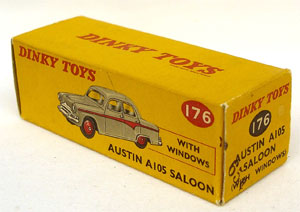 DINKY TOYS
DINKY TOYS
176
WITH
WINDOWS
AUSTIN A105 SALOON
DINKY TOYS
176
AUSTIN A105
SALOON
WINDOWS)